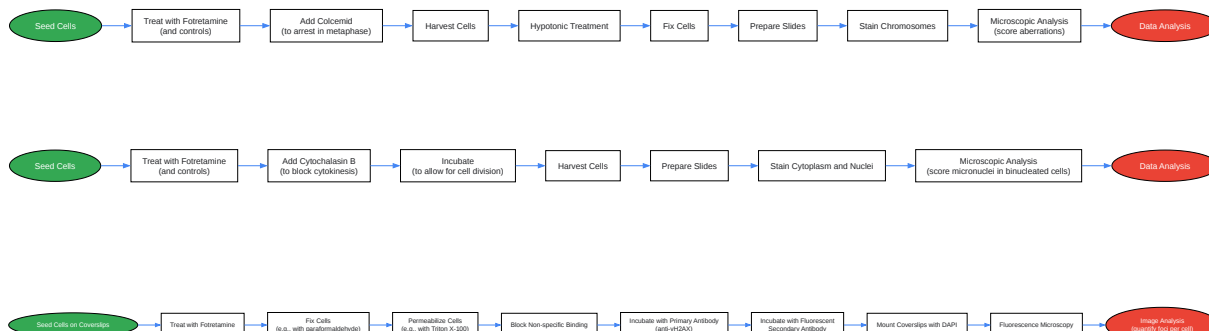 Seed Cells
Treat with Fotretamine
(and controls)
Add Colcemid
(to arrest in metaphase)
Harvest Cells
Hypotonic Treatment
Fix Cells
Prepare Slides
Stain Chromosomes
Microscopic Analysis
(score aberrations)
Data Analysis
Seed Cells
Treat with Fotretamine
(and controls)
Add Cytochalasin B
(to block cytokinesis)
Incubate
(to allow for cell division)
Harvest Cells
Prepare Slides
Stain Cytoplasm and Nuclei
Microscopic Analysis
(score micronuclei in binucleated cells)
Data Analysis
Seed Cells on Coverslips
Treat with Fotretamine
Fix Cells
(e.g., with paraformaldehyde)
Permeabilize Cells
(e.g., with Triton X-100)
Block Non-specific Binding
Incubate with Primary Antibody
(anti-γH2AX)
Incubate with Fluorescent
Secondary Antibody
Mount Coverslips with DAPI
Fluorescence Microscopy
Image Analysis
(quantify foci per cell)